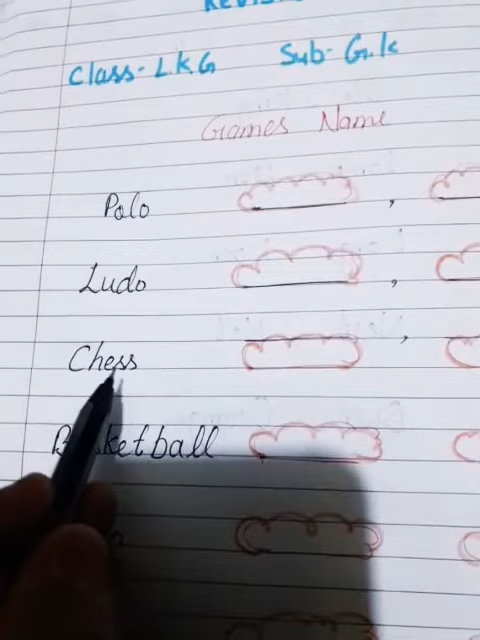 Class- L.K.G Sub- G.k
Games Name
Polo ,
Ludo ,
Chess ,